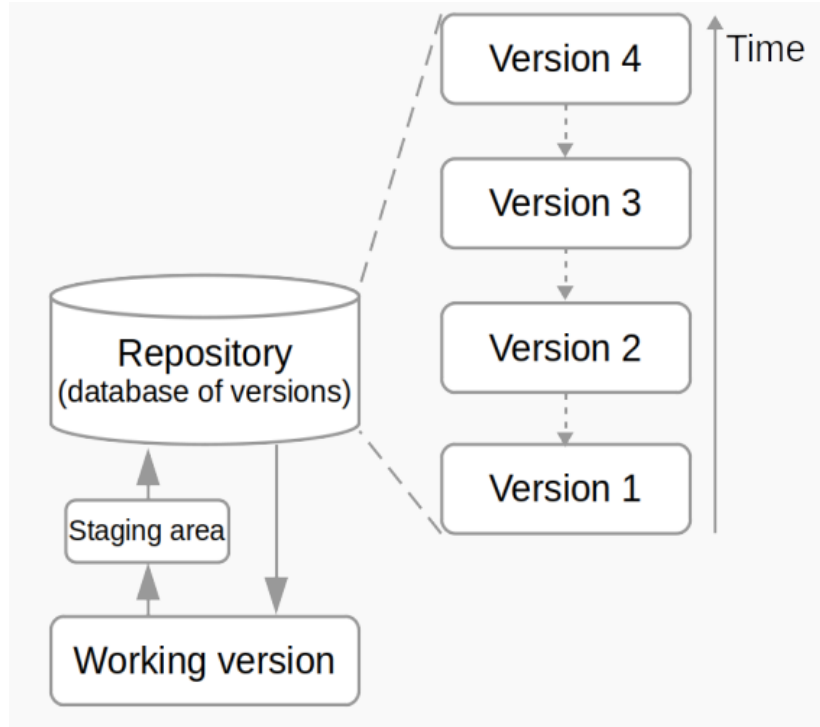 Version 4
Time
Version 3
Version 2
Version 1
Repository
(database of versions)
Staging area
Working version